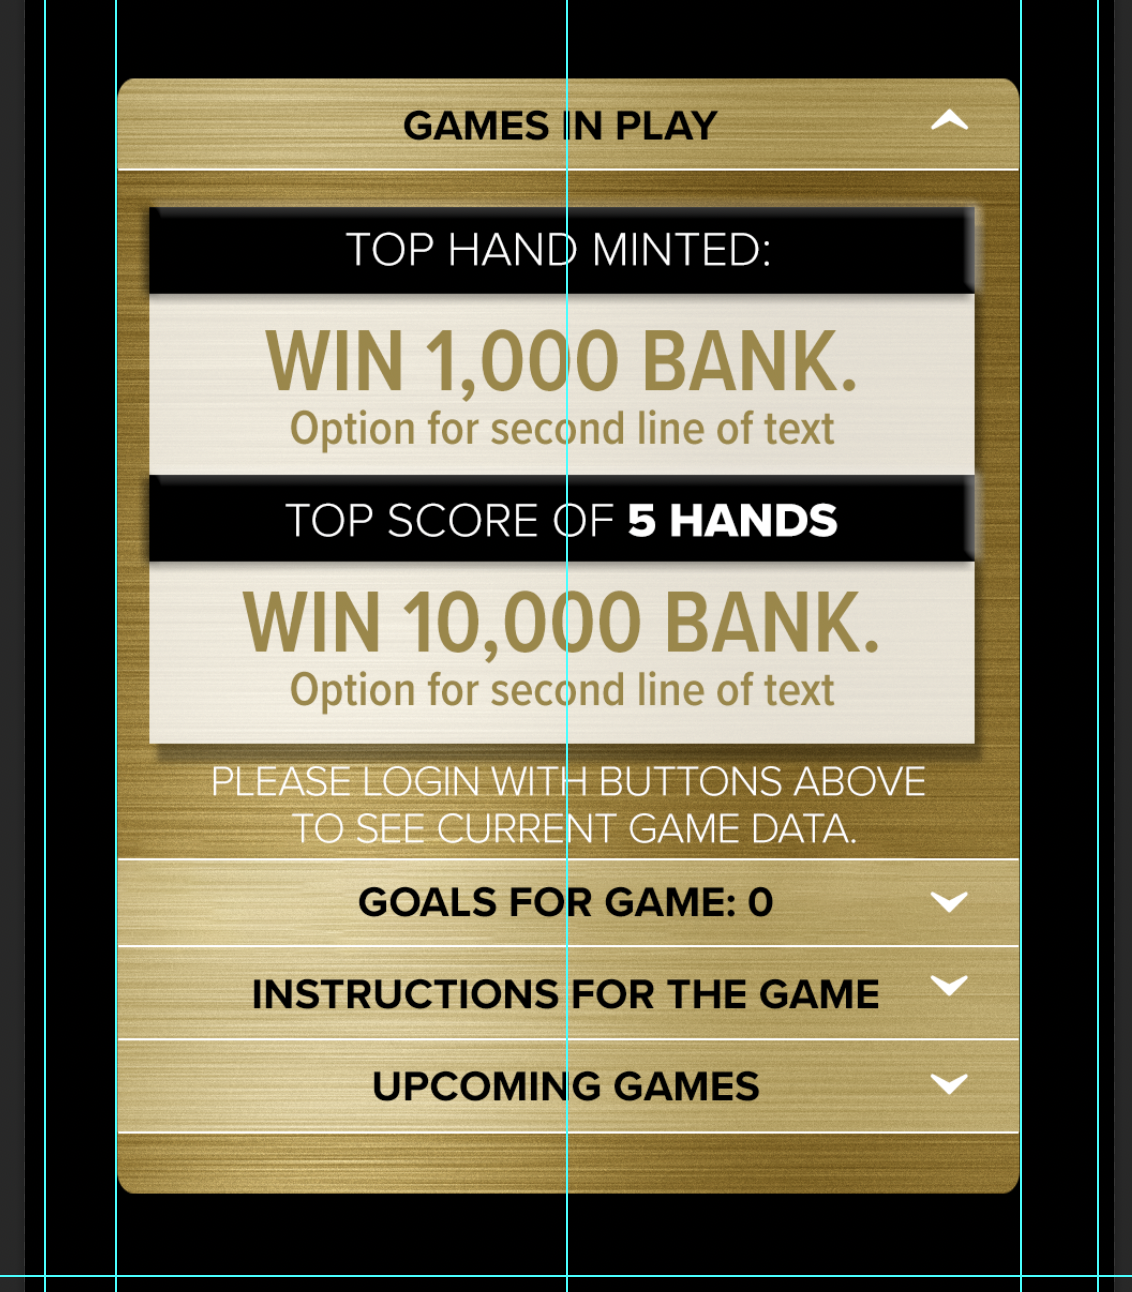 GAMES IN PLAY
TOP HAND MINTED:
WIN 1,000 BANK.
Option for second line of text
TOP SCORE OF 5 HANDS
WIN 10,000 BANK.
Option for second line of text
PLEASE LOGIN WITH BUTTONS ABOVE
TO SEE CURRENT GAME DATA.
GOALS FOR GAME: 0
INSTRUCTIONS FOR THE GAME
UPCOMING GAMES